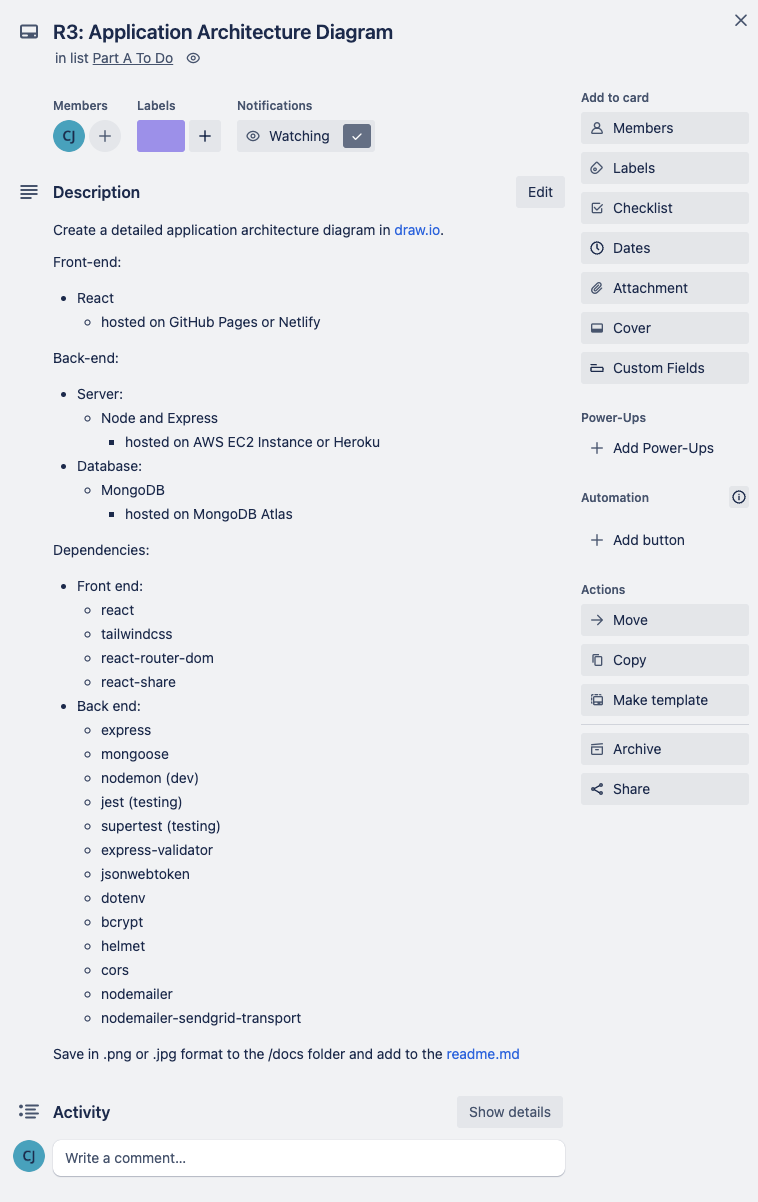 R3: Application Architecture Diagram
in list Part A To Do
Members
Labels
Notifications
CJ
Watching
Description
Edit
Create a detailed application architecture diagram in draw.io.
Front-end:
React
hosted on GitHub Pages or Netlify
Back-end:
Server:
Node and Express
hosted on AWS EC2 Instance or Heroku
Database:
MongoDB
hosted on MongoDB Atlas
Dependencies:
Front end:
react
tailwindcss
react-router-dom
react-share
Back end:
express
mongoose
nodemon (dev)
jest (testing)
supertest (testing)
express-validator
jsonwebtoken
dotenv
bcrypt
helmet
cors
nodemailer
nodemailer-sendgrid-transport
Save in .png or .jpg format to the /docs folder and add to the readme.md
Activity
Show details
CJ
Write a comment…
Add to card
Members
Labels
Checklist
Dates
Attachment
Cover
Custom Fields
Power-Ups
Add Power-Ups
Automation
Add button
Actions
Move
Copy
Make template
Archive
Share